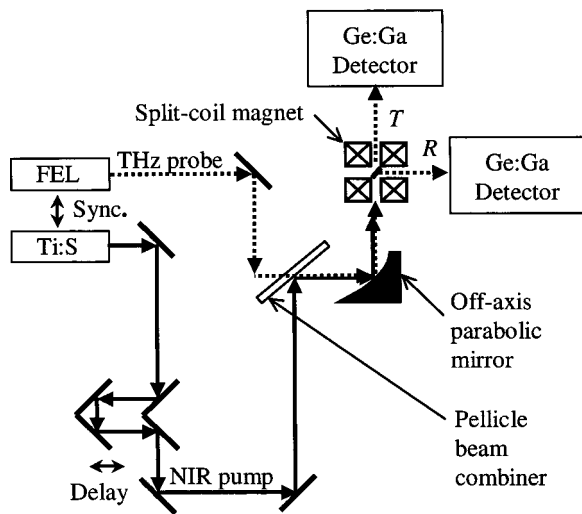 Ge:Ga
Detector
Split-coil magnet
T
THz probe
R
Ge:Ga
Detector
FEL
Sync.
Ti:S
Off-axis
parabolic
mirror
Pellicle
beam
combiner
NIR pump
Delay